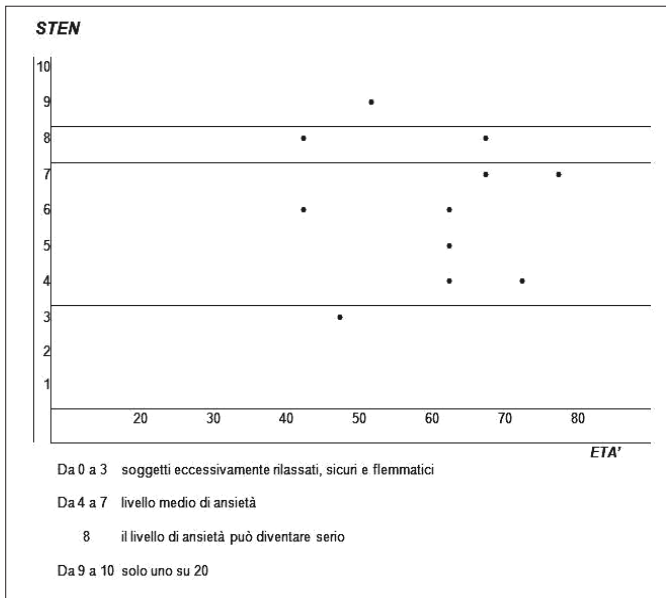 STEN
10
9
8
7
6
5
4
3
2
1
20 30 40 50 60 70 80
ETA'
Da 0 a 3 soggetti eccessivamente rilassati, sicuri e flemmatici
Da 4 a 7 livello medio di ansietà
8 il livello di ansietà può diventare serio
Da 9 a 10 solo uno su 20